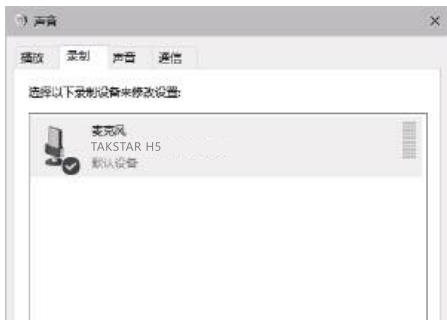 声音
播放 录制 声音 通信
选择以下录制设备来修改设置:
麦克风
TAKSTAR H5
默认设备